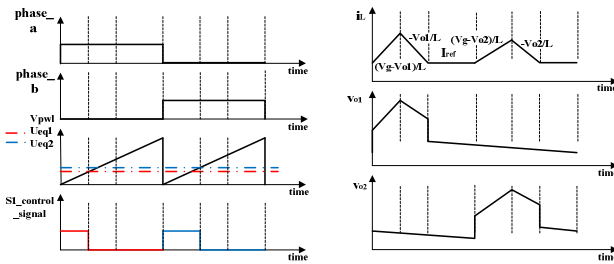 phase_
a
time
phase_
b
time
Vpwl
Ueq1
Ueq2
time
S1_control
_signal
time
iL
-Vo1/L
(Vg-Vo2)/L
-Vo2/L
Iref
(Vg-Vo1)/L
time
vo1
time
vo2
time